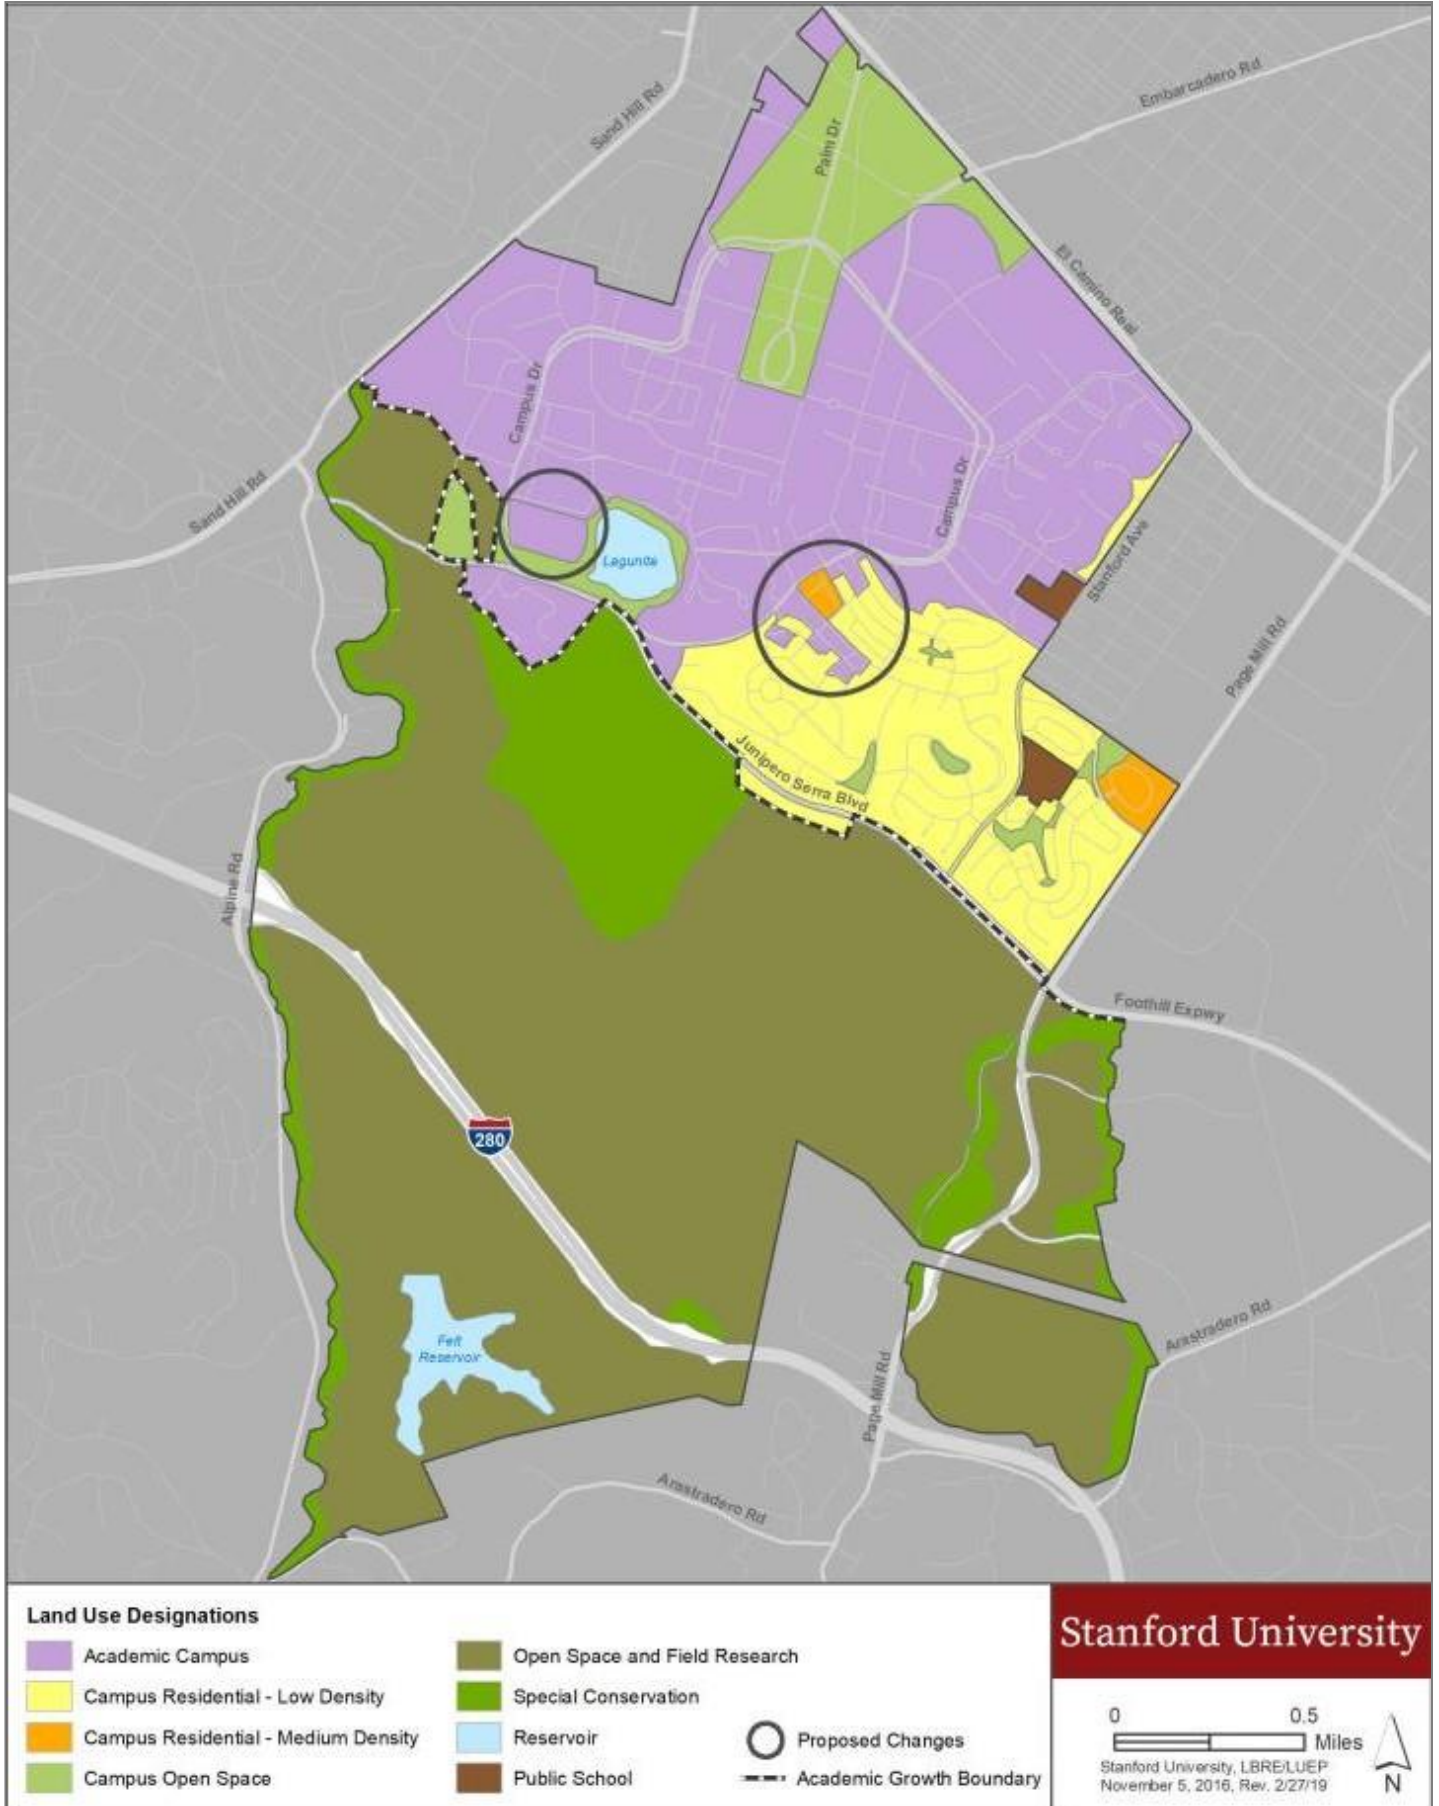 Embarcadero Rd
Sand Hill Rd
Palm Dr
El Camino Real
Campus Dr
Campus Dr
Sand Hill Rd
Lagunita
Stanford Ave
Page Mill Rd
Junipero Serra Blvd
Alpine Rd
Foothill Expwy
280
Arastradero Rd
Felt
Reservoir
Page Mill Rd
Arastradero Rd
Land Use Designations
Academic Campus
Campus Residential - Low Density
Campus Residential - Medium Density
Campus Open Space
Open Space and Field Research
Special Conservation
Reservoir
Public School
Proposed Changes
Academic Growth Boundary
Stanford University
0 0.5
Miles
Stanford University, LBRE/LUEP
November 5, 2016, Rev. 2/27/19
N